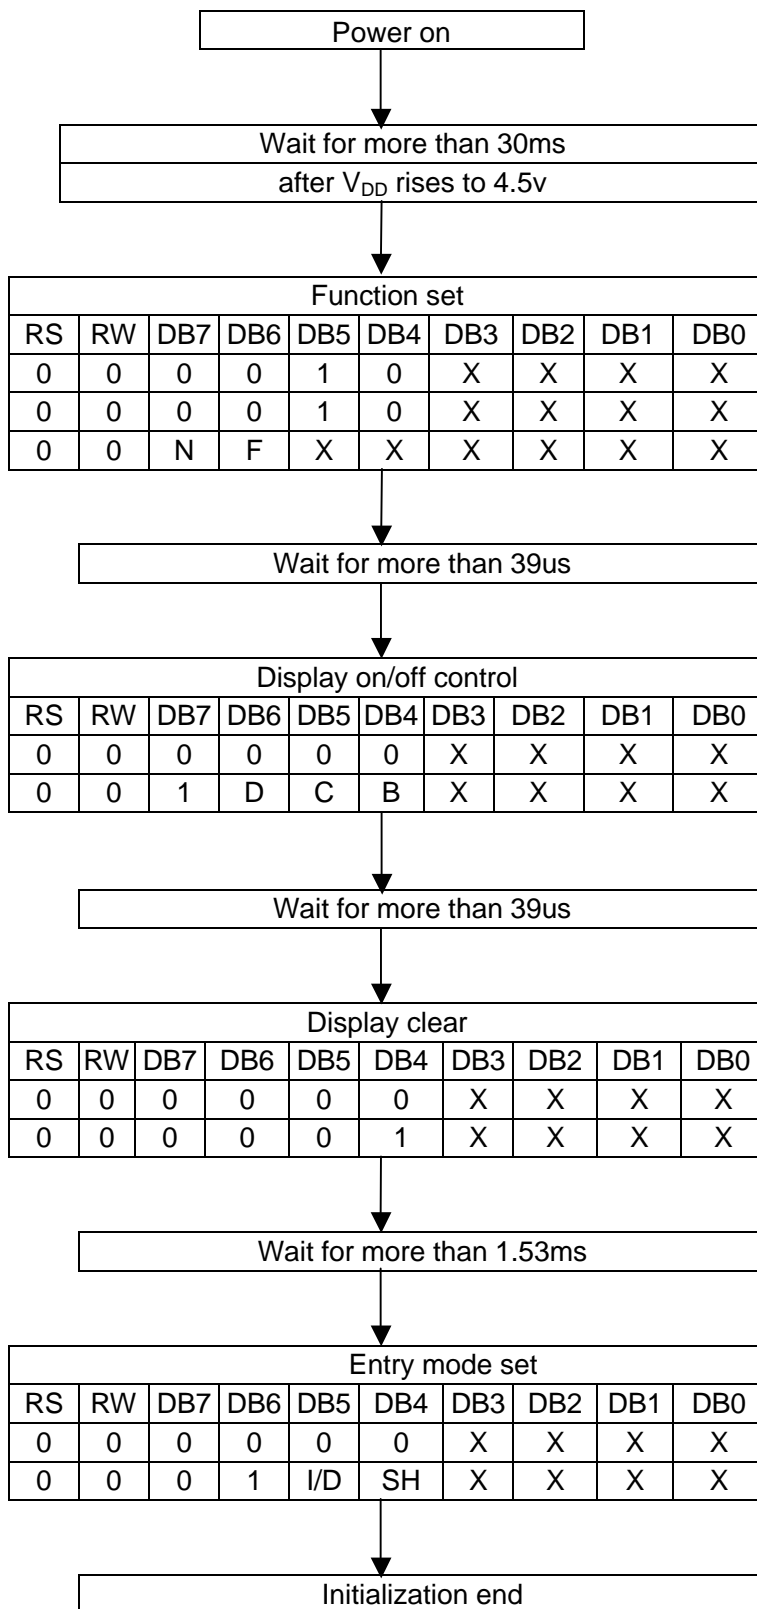 Power on
Wait for more than 30ms
after VDD rises to 4.5v
Function set
RS RW DB7 DB6 DB5 DB4 DB3 DB2 DB1 DB0
0 0 0 0 1 0 X X X X
0 0 0 0 1 0 X X X X
0 0 N F X X X X X X
Wait for more than 39us
Display on/off control
RS RW DB7 DB6 DB5 DB4 DB3 DB2 DB1 DB0
0 0 0 0 0 0 X X X X
0 0 1 D C B X X X X
Wait for more than 39us
Display clear
RS RW DB7 DB6 DB5 DB4 DB3 DB2 DB1 DB0
0 0 0 0 0 0 X X X X
0 0 0 0 0 1 X X X X
Wait for more than 1.53ms
Entry mode set
RS RW DB7 DB6 DB5 DB4 DB3 DB2 DB1 DB0
0 0 0 0 0 0 X X X X
0 0 0 1 I/D SH X X X X
Initialization end